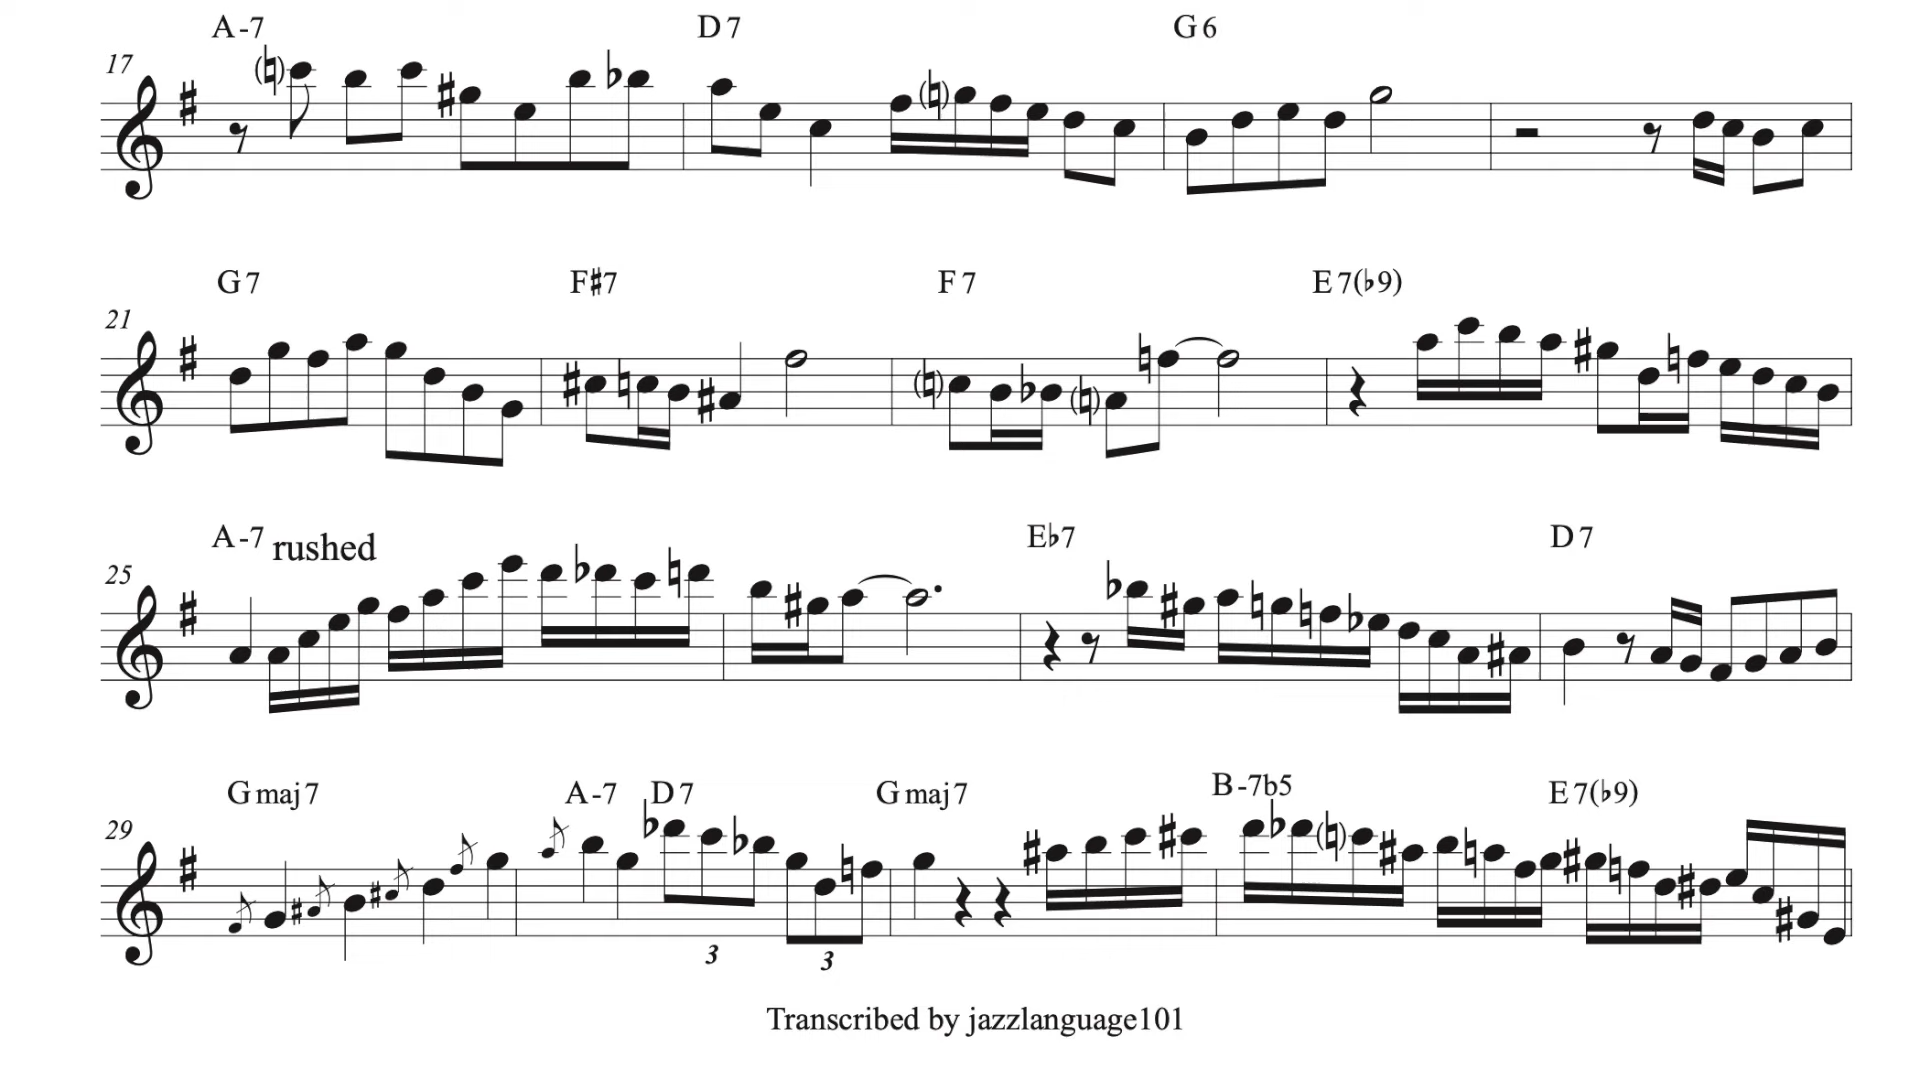 A-7 D7 G6
17
G7 F#7 F7 E7(♭9)
21
A-7 rushed E♭7 D7
25
Gmaj7 A-7 D7 Gmaj7 B-7b5 E7(♭9)
29
3 3
Transcribed by jazzlanguage101